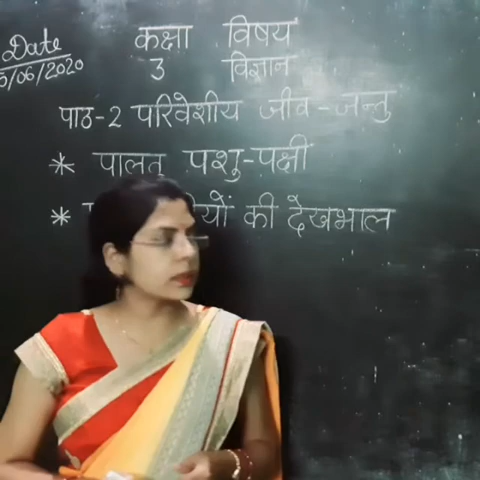 Date
5/06/2020
कक्षा विषय
3 विज्ञान
पाठ-2 परिवेशीय जीव-जन्तु
* पालतू पशु-पक्षी
* की देखभाल